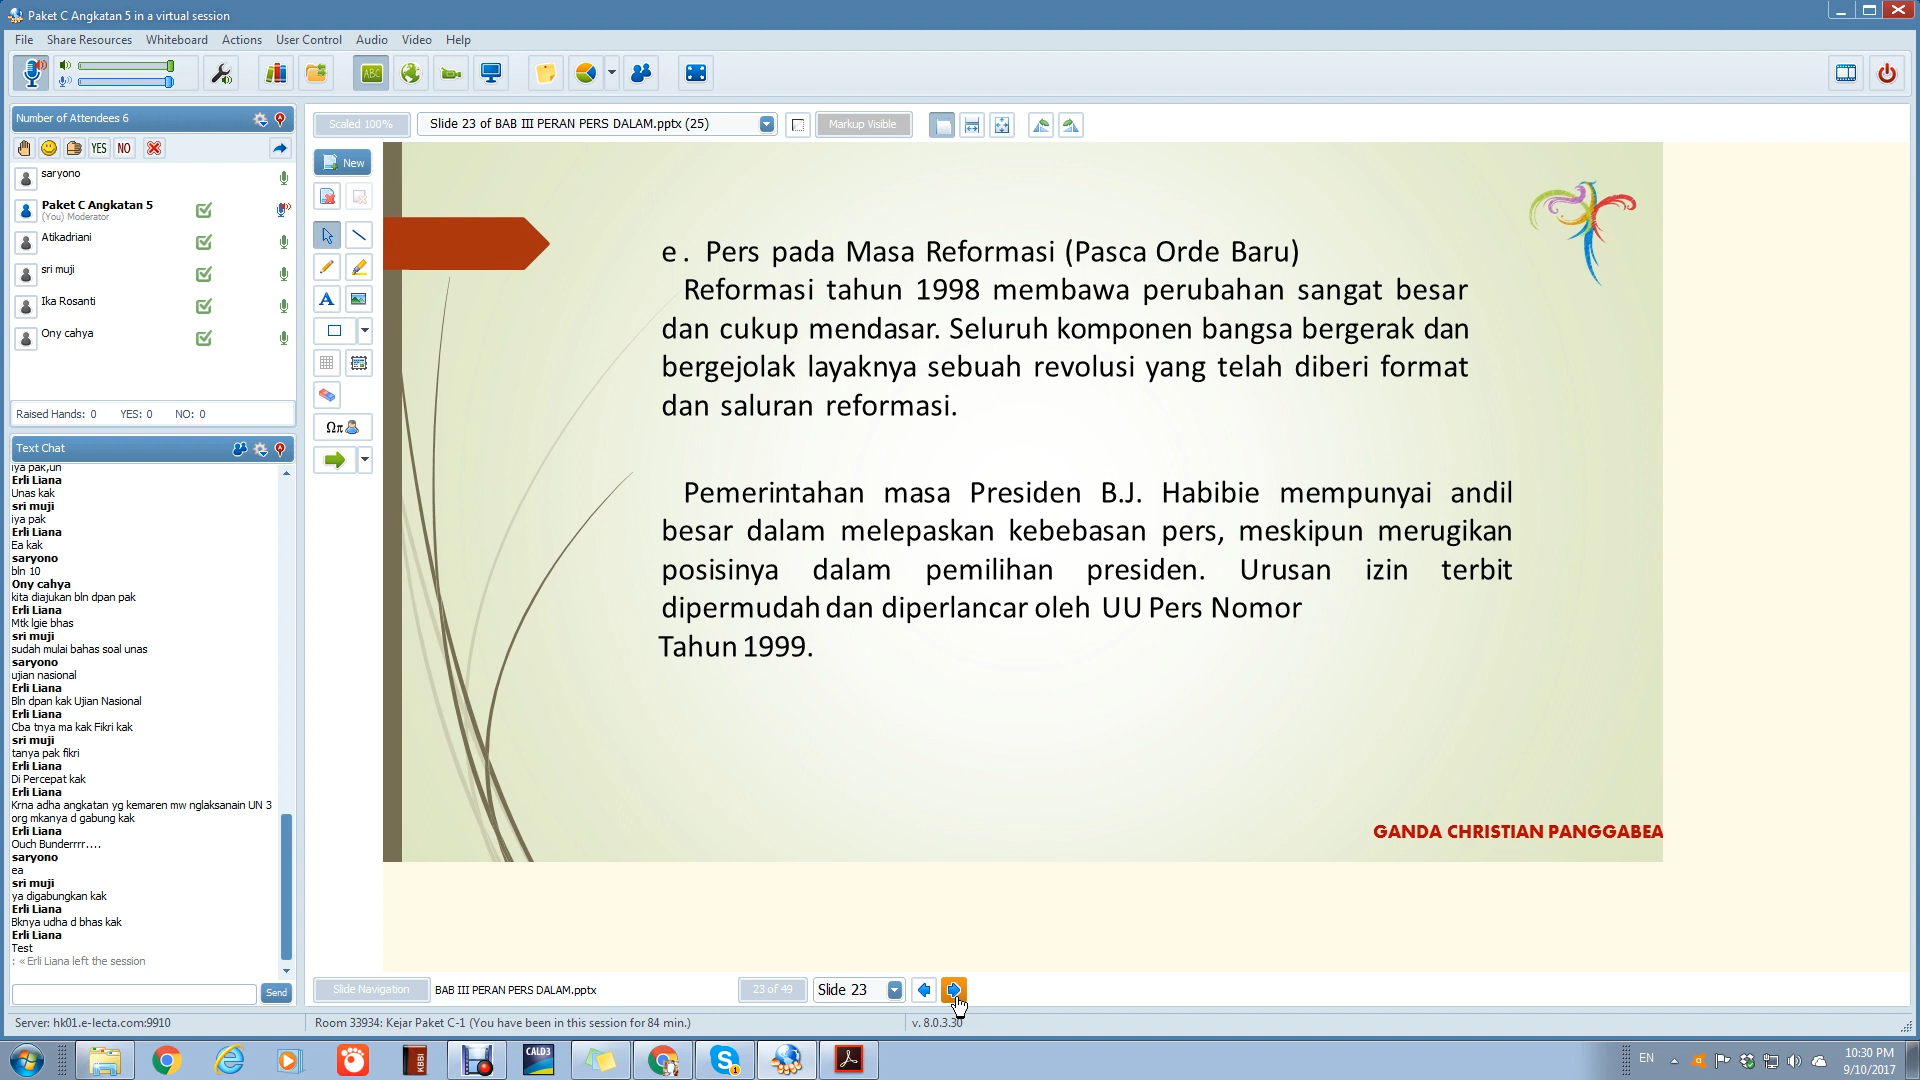 Paket C Angkatan 5 in a virtual session
File Share Resources Whiteboard Actions User Control Audio Video Help
ABC
Number of Attendees 6
YES NO
saryono
Paket C Angkatan 5
(You) Moderator
Atikadriani
sri muji
Ika Rosanti
Ony cahya
Raised Hands: 0 YES: 0 NO: 0
Text Chat
iya pak,un
Erli Liana
Unas kak
sri muji
iya pak
Erli Liana
Ea kak
saryono
bln 10
Ony cahya
kita diajukan bln dpan pak
Erli Liana
Mtk lgie bhas
sri muji
sudah mulai bahas soal unas
saryono
ujian nasional
Erli Liana
Bln dpan kak Ujian Nasional
Erli Liana
Cba tnya ma kak Fikri kak
sri muji
tanya pak fikri
Erli Liana
Di Percepat kak
Erli Liana
Krna adha angkatan yg kemaren mw nglaksanain UN 3
org mkanya d gabung kak
Erli Liana
Ouch Bunderrrr....
saryono
ea
sri muji
ya digabungkan kak
Erli Liana
Bknya udha d bhas kak
Erli Liana
Test
: «Erli Liana left the session
Send
Scaled 100% Slide 23 of BAB III PERAN PERS DALAM.pptx (25) Markup Visible
New
A
Ωπ
e. Pers pada Masa Reformasi (Pasca Orde Baru)
Reformasi tahun 1998 membawa perubahan sangat besar
dan cukup mendasar. Seluruh komponen bangsa bergerak dan
bergejolak layaknya sebuah revolusi yang telah diberi format
dan saluran reformasi.
Pemerintahan masa Presiden B.J. Habibie mempunyai andil
besar dalam melepaskan kebebasan pers, meskipun merugikan
posisinya dalam pemilihan presiden. Urusan izin terbit
dipermudah dan diperlancar oleh UU Pers Nomor
Tahun 1999.
GANDA CHRISTIAN PANGGABEA
Slide Navigation BAB III PERAN PERS DALAM.pptx 23 of 49 Slide 23
Server: hk01.e-lecta.com:9910 Room 33934: Kejar Paket C-1 (You have been in this session for 84 min.) v. 8.0.3.30
KBBI CALD3 EN
10:30 PM
9/10/2017